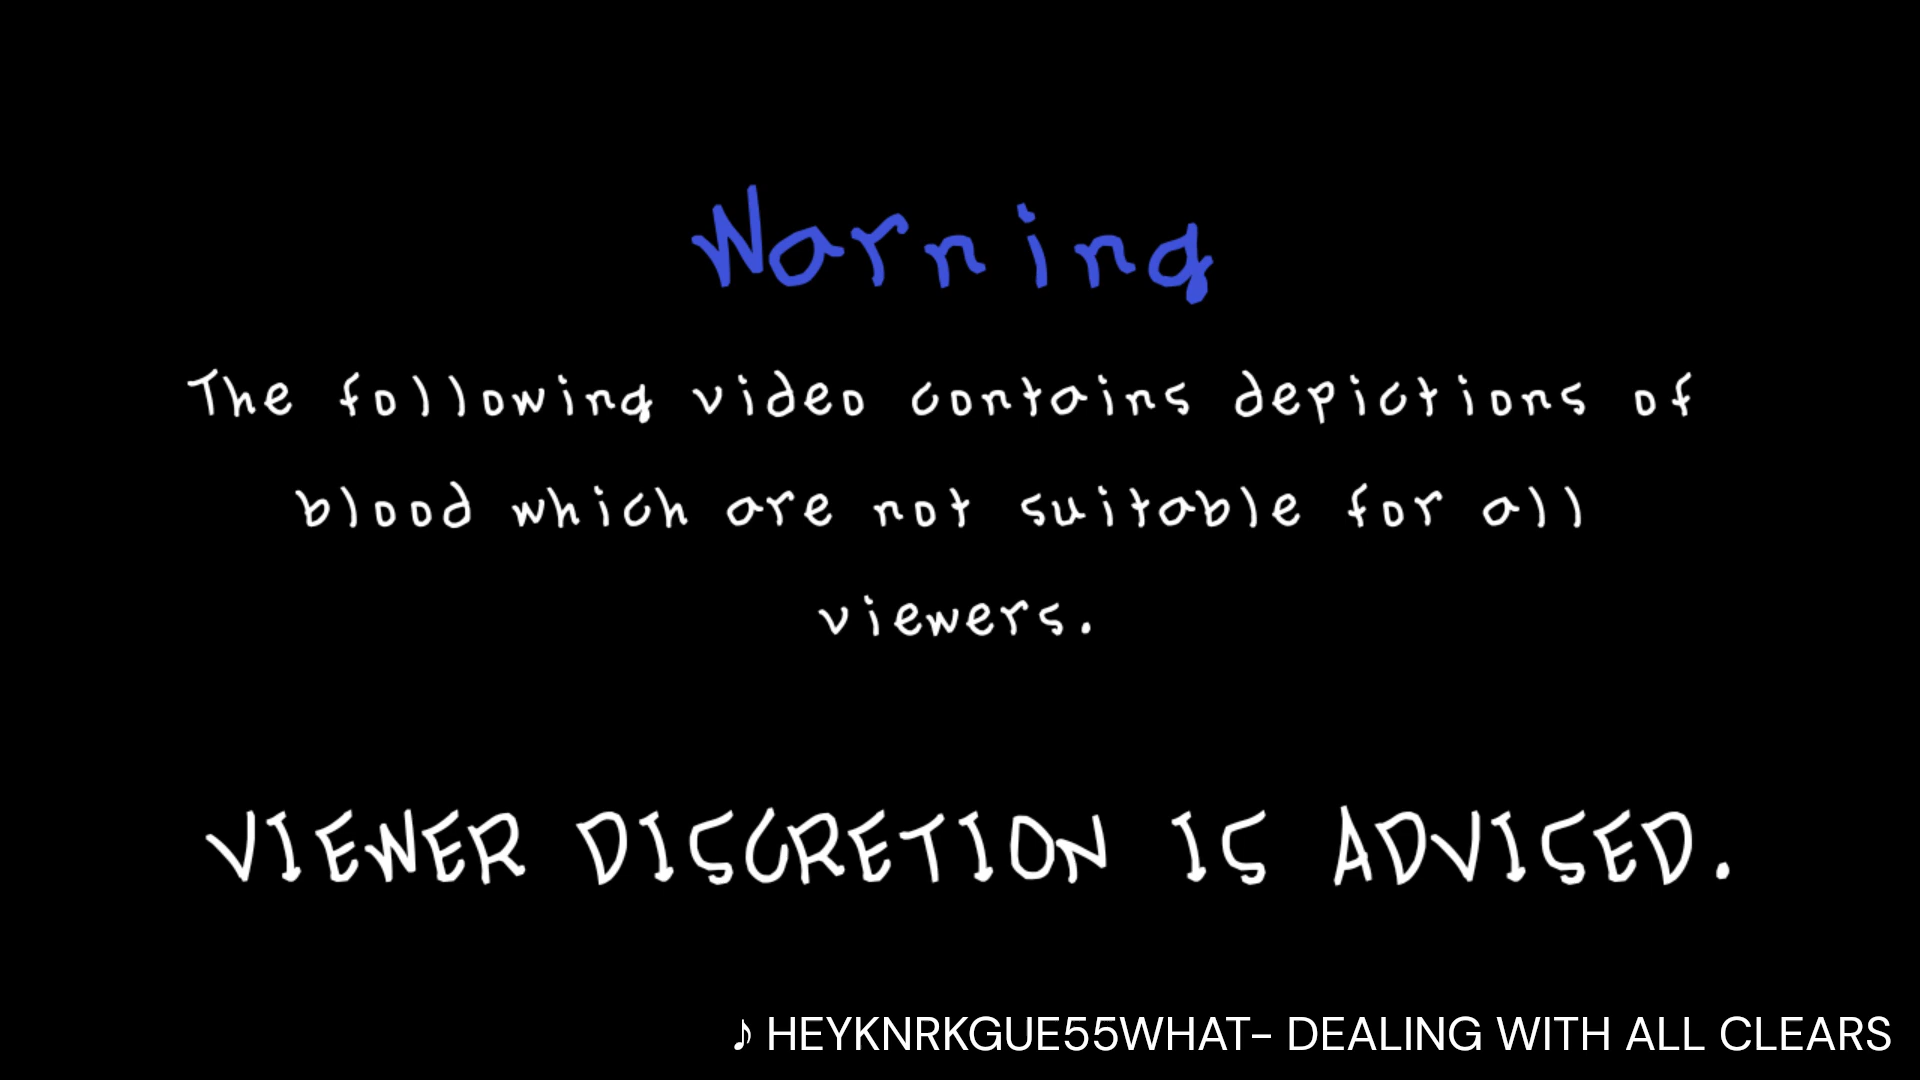 Warning
The following video contains depictions of
blood which are not suitable for all
viewers.
VIEWER DISCRETION IS ADVISED.
♪ HEYKNRKGUE55WHAT- DEALING WITH ALL CLEARS